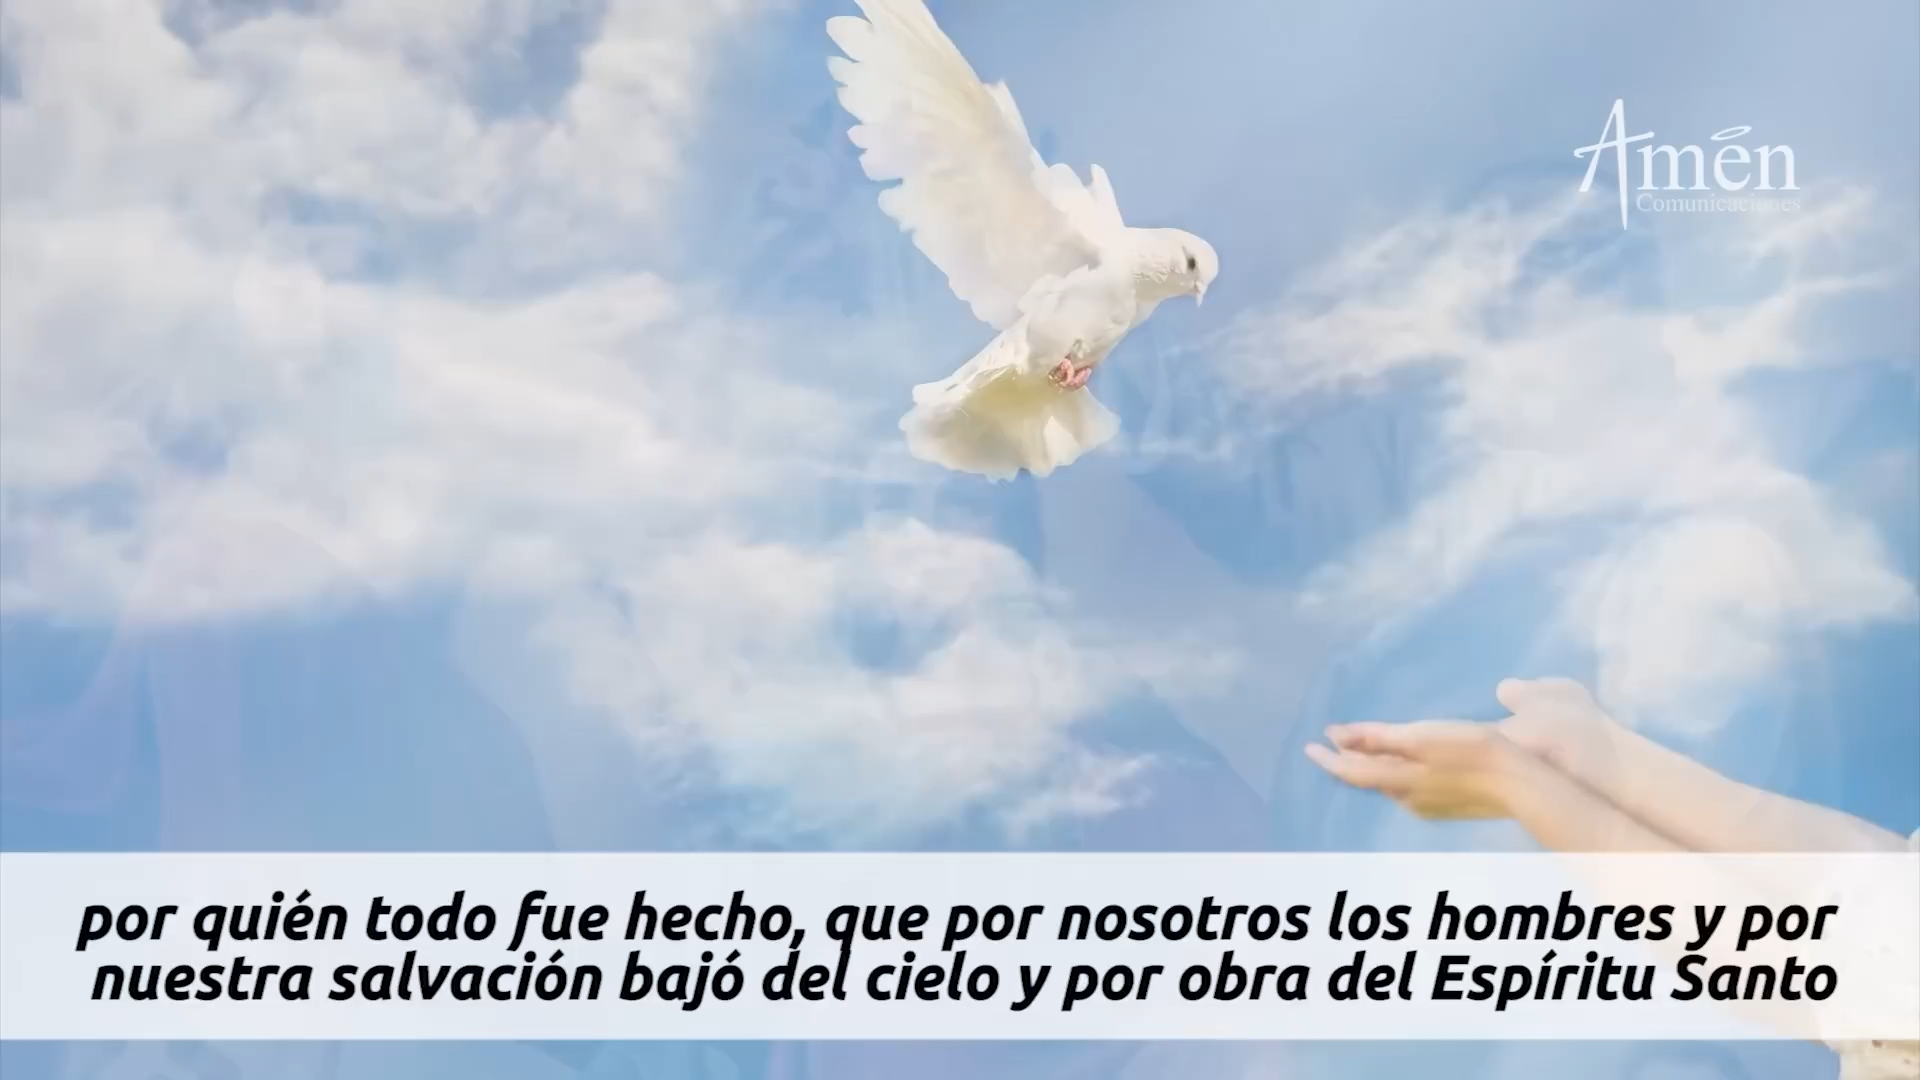 Amén
Comunicaciones
por quién todo fue hecho, que por nosotros los hombres y por
nuestra salvación bajó del cielo y por obra del Espíritu Santo